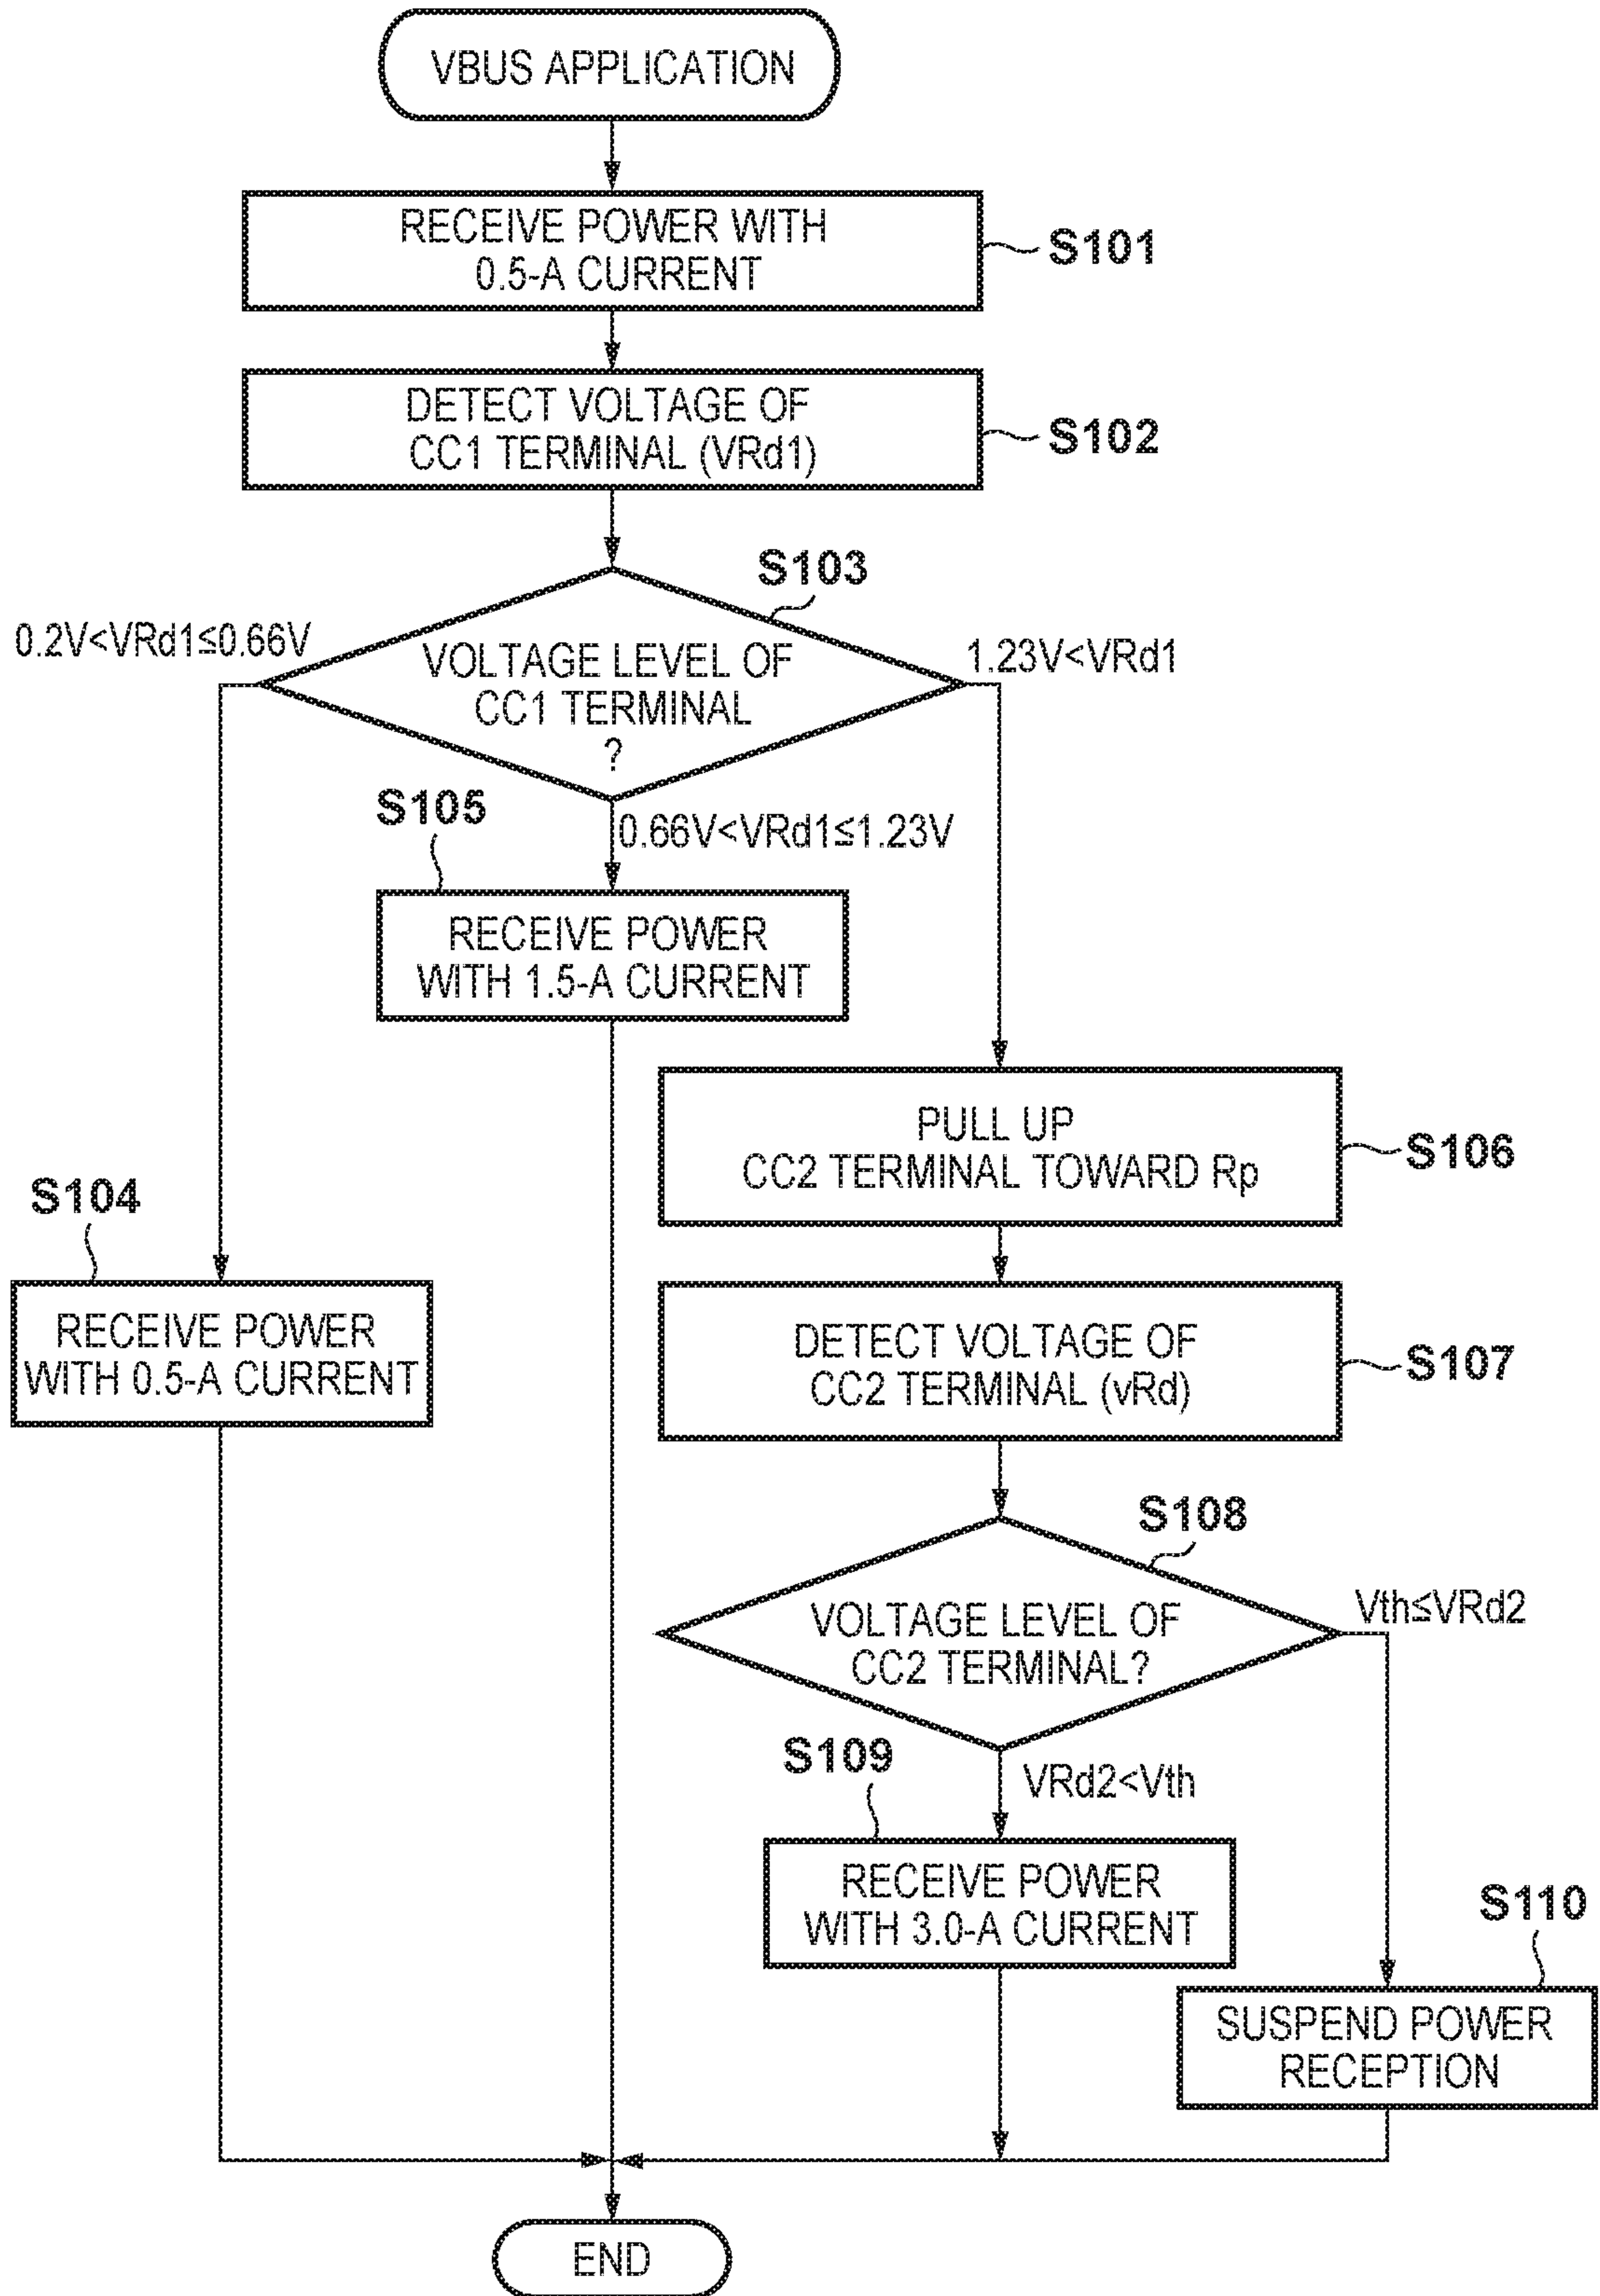 VBUS APPLICATION
RECEIVE POWER WITH
0.5-A CURRENT
S101
DETECT VOLTAGE OF
CC1 TERMINAL (VRd1)
S102
S103
0.2V<VRd1≦0.66V
VOLTAGE LEVEL OF
CC1 TERMINAL
?
1.23V<VRd1
S105
0.66V<VRd1≦1.23V
RECEIVE POWER
WITH 1.5-A CURRENT
PULL UP
CC2 TERMINAL TOWARD Rp
S106
S104
RECEIVE POWER
WITH 0.5-A CURRENT
DETECT VOLTAGE OF
CC2 TERMINAL (vRd)
S107
S108
VOLTAGE LEVEL OF
CC2 TERMINAL?
Vth≦VRd2
S109
VRd2<Vth
RECEIVE POWER
WITH 3.0-A CURRENT
S110
SUSPEND POWER
RECEPTION
END